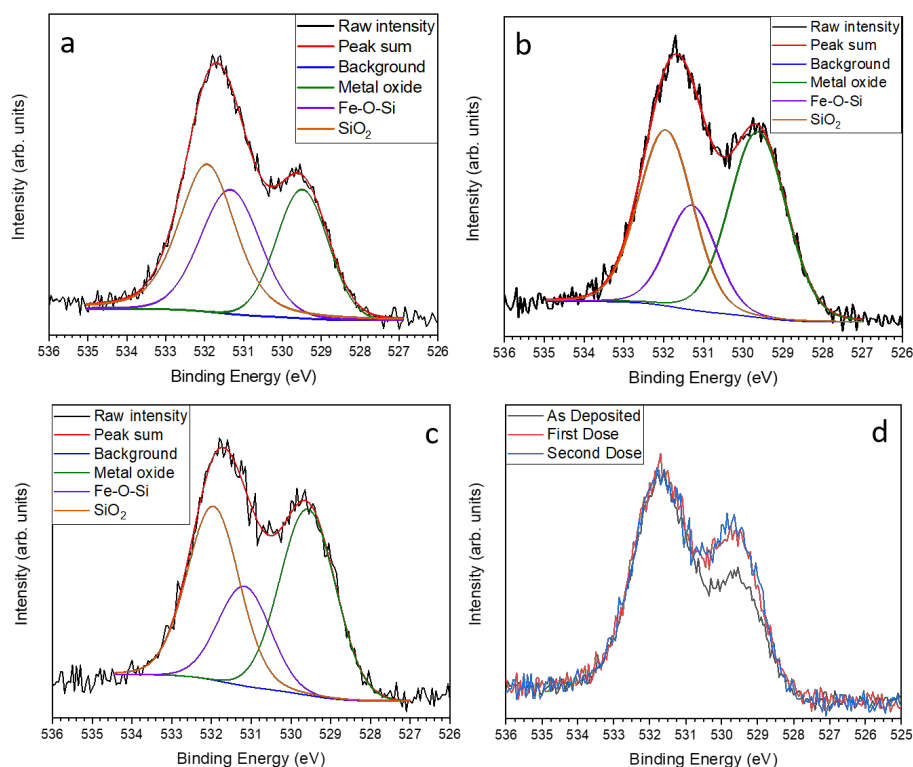 a
Raw intensity
Peak sum
Background
Metal oxide
Fe-O-Si
SiO₂
Intensity (arb. units)
536 535 534 533 532 531 530 529 528 527 526
Binding Energy (eV)
b
Raw intensity
Peak sum
Background
Metal oxide
Fe-O-Si
SiO₂
Intensity (arb. units)
536 535 534 533 532 531 530 529 528 527 526
Binding Energy (eV)
Raw intensity
Peak sum
Background
Metal oxide
Fe-O-Si
SiO₂
c
Intensity (arb. units)
536 535 534 533 532 531 530 529 528 527 526
Binding Energy (eV)
As Deposited
First Dose
Second Dose
d
Intensity (arb. units)
536 535 534 533 532 531 530 529 528 527 526 525
Binding Energy (eV)